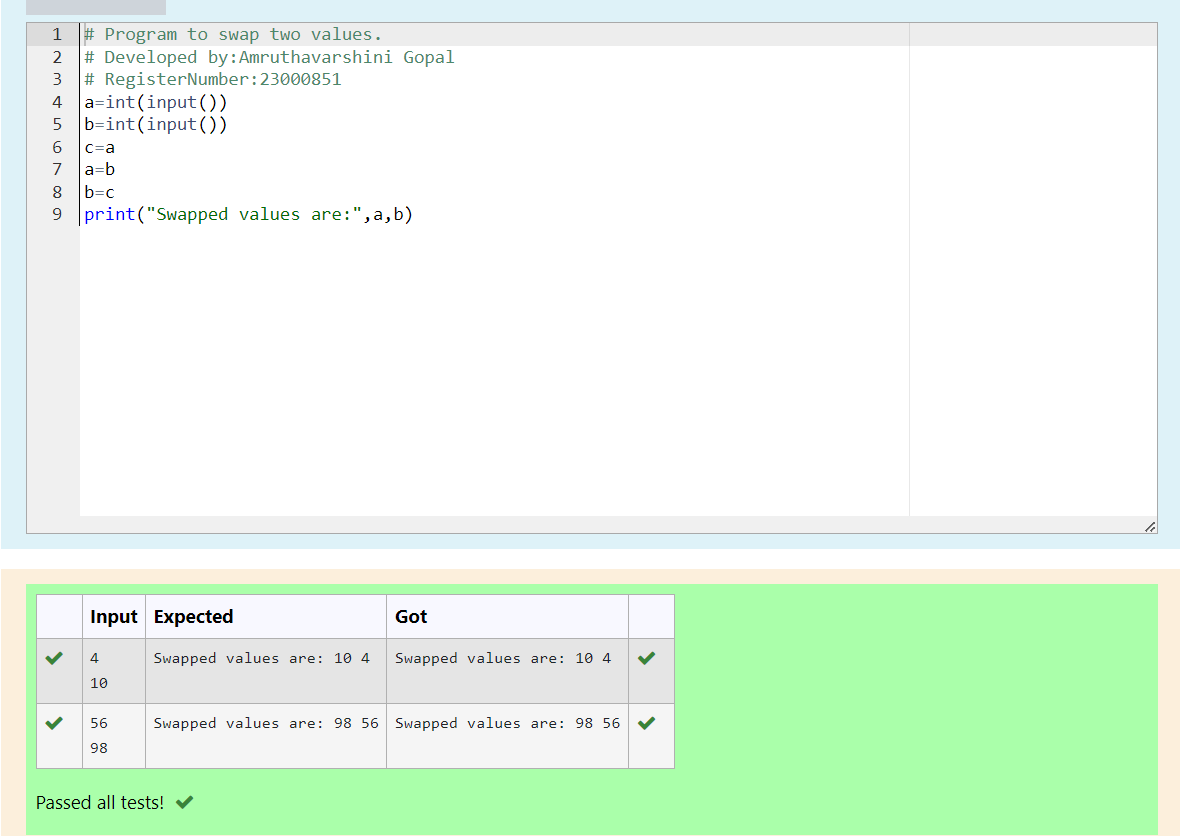 1 # Program to swap two values.
2 # Developed by:Amruthavarshini Gopal
3 # RegisterNumber:23000851
4 a=int(input())
5 b=int(input())
6 c=a
7 a=b
8 b=c
9 print("Swapped values are:",a,b)
Input Expected Got
4 Swapped values are: 10 4 Swapped values are: 10 4
10
56 Swapped values are: 98 56 Swapped values are: 98 56
98
Passed all tests!